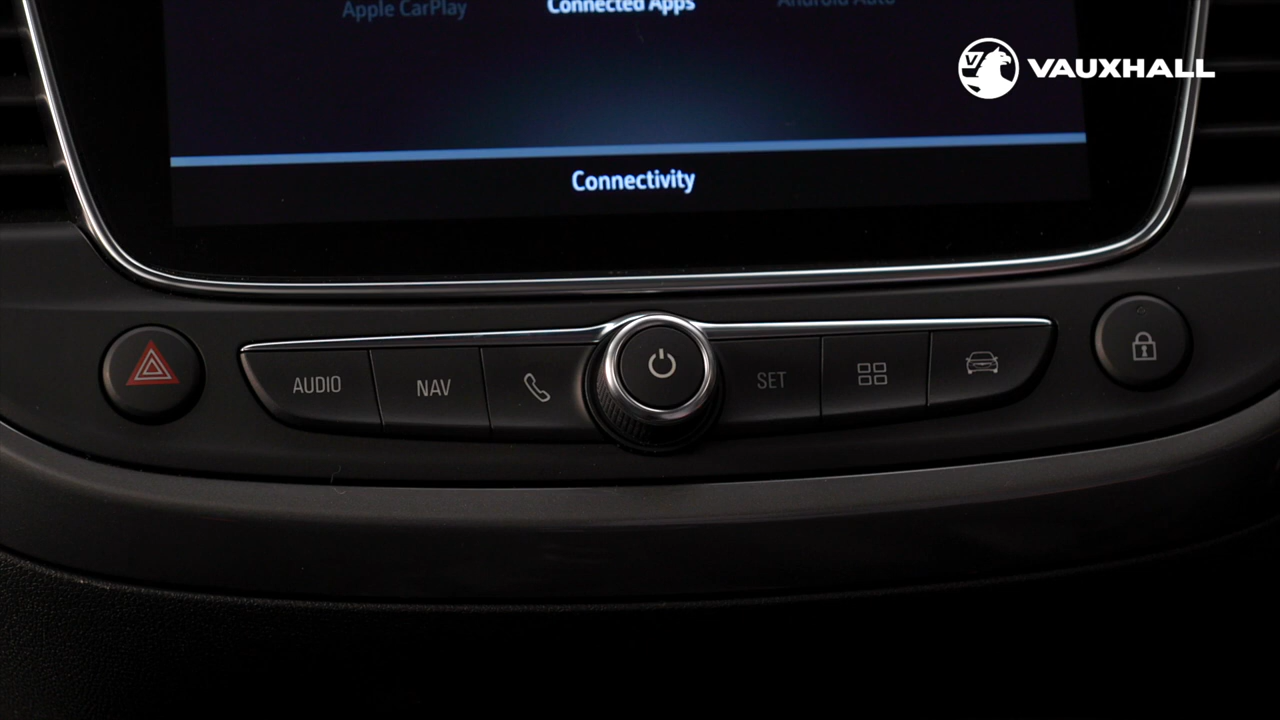 Apple CarPlay
Connected Apps
Android Auto
VAUXHALL
Connectivity
AUDIO
NAV
SET